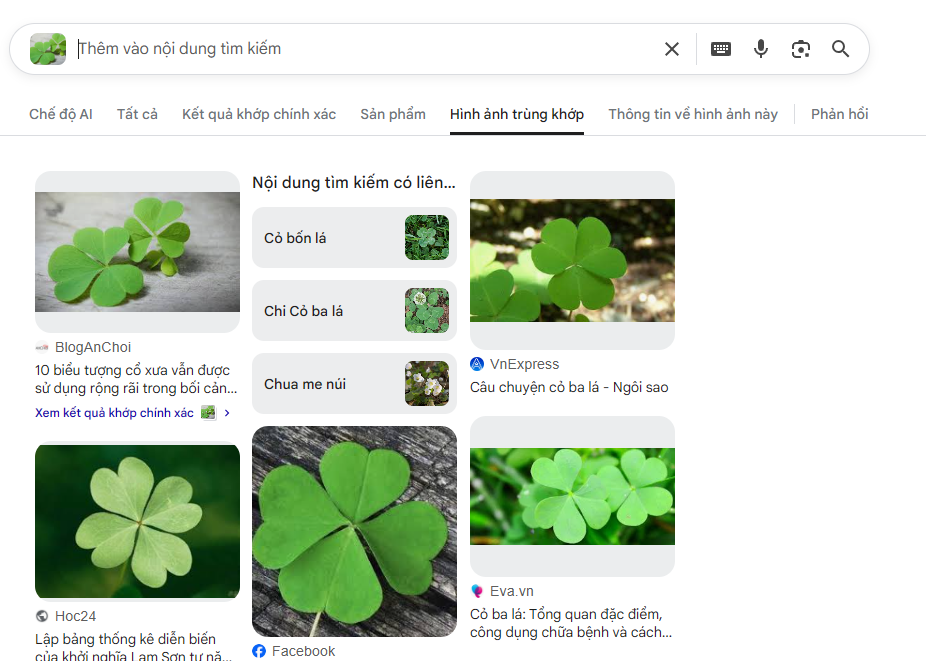 Thêm vào nội dung tìm kiếm
Chế độ AI
Tất cả
Kết quả khớp chính xác
Sản phẩm
Hình ảnh trùng khớp
Thông tin về hình ảnh này
Phản hồi
BlogAnChoi
10 biểu tượng cổ xưa vẫn được
sử dụng rộng rãi trong bối cản...
Xem kết quả khớp chính xác
Hoc24
Lập bảng thống kê diễn biến
của khởi nghĩa Lam Sơn từ nă...
Nội dung tìm kiếm có liên...
Cỏ bốn lá
Chi Cỏ ba lá
Chua me núi
Facebook
VnExpress
Câu chuyện cỏ ba lá - Ngôi sao
Eva.vn
Cỏ ba lá: Tổng quan đặc điểm,
công dụng chữa bệnh và cách...